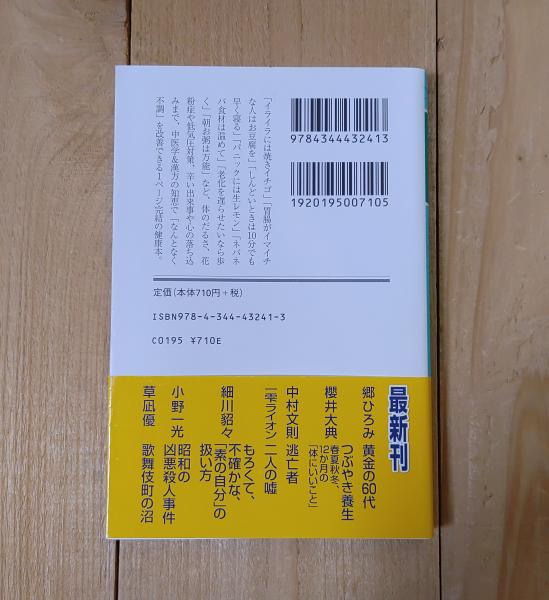 「イライラには焼きイチゴ」「胃腸がイマイチ
な人はお豆腐を」「しんどいときは10分でも
早く寝る」「パニックには生レモン」「ネバネ
バ食材は温めて」「老化を遅らせたいなら歩
く」「朝お粥は万能」など、体のだるさ、花
粉症や低気圧対策、辛い出来事や心の落ち込
みまで、中医学&漢方の知恵で「なんとなく
不調」を改善できる1ページ完結の健康本。
9784344432413
1920195007105
定価(本体710円+税)
ISBN978-4-344-43241-3
C0195 ¥710E
最新刊
郷ひろみ 黄金の60代
櫻井大典 つぶやき養生
春夏秋冬、
12か月の
「体にいいこと」
中村文則 逃亡者
一雫ライオン 二人の嘘
細川貂々 もろくて、
不確かな、
「素の自分」の
扱い方
小野一光 昭和の
凶悪殺人事件
草凪優 歌舞伎町の沼